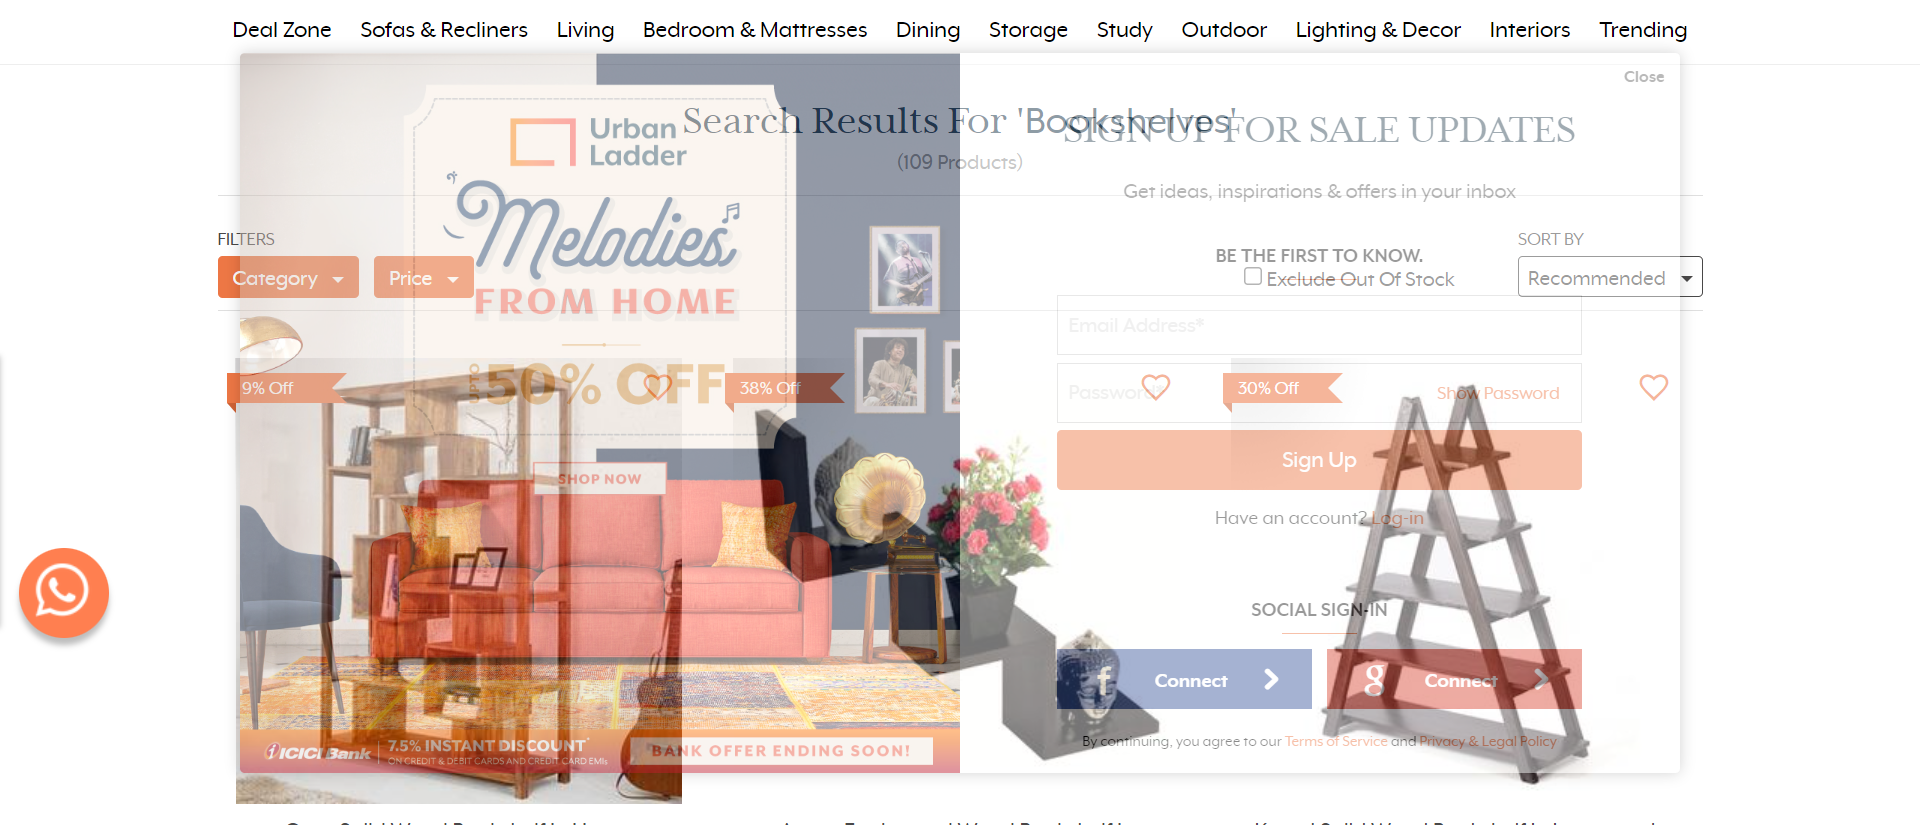 Deal Zone Sofas & Recliners Living Bedroom & Mattresses Dining Storage Study Outdoor Lighting & Decor Interiors Trending
Close
Search Results For 'Bookshelves'
(109 Products)
SIGN UP FOR SALE UPDATES
Get ideas, inspirations & offers in your inbox
BE THE FIRST TO KNOW.
FILTERS
Category
Price
Exclude Out Of Stock
SORT BY
Recommended
Urban
Ladder
Melodies
FROM HOME
UPTO 50% OFF
SHOP NOW
9% Off
38% Off
30% Off
Email Address*
Password
Show Password
Sign Up
Have an account? Log-in
SOCIAL SIGN-IN
f Connect
g Connect
By continuing, you agree to our Terms of Service and Privacy & Legal Policy
ICICI Bank
7.5% INSTANT DISCOUNT*
ON CREDIT & DEBIT CARDS AND CREDIT CARD EMIs
BANK OFFER ENDING SOON!